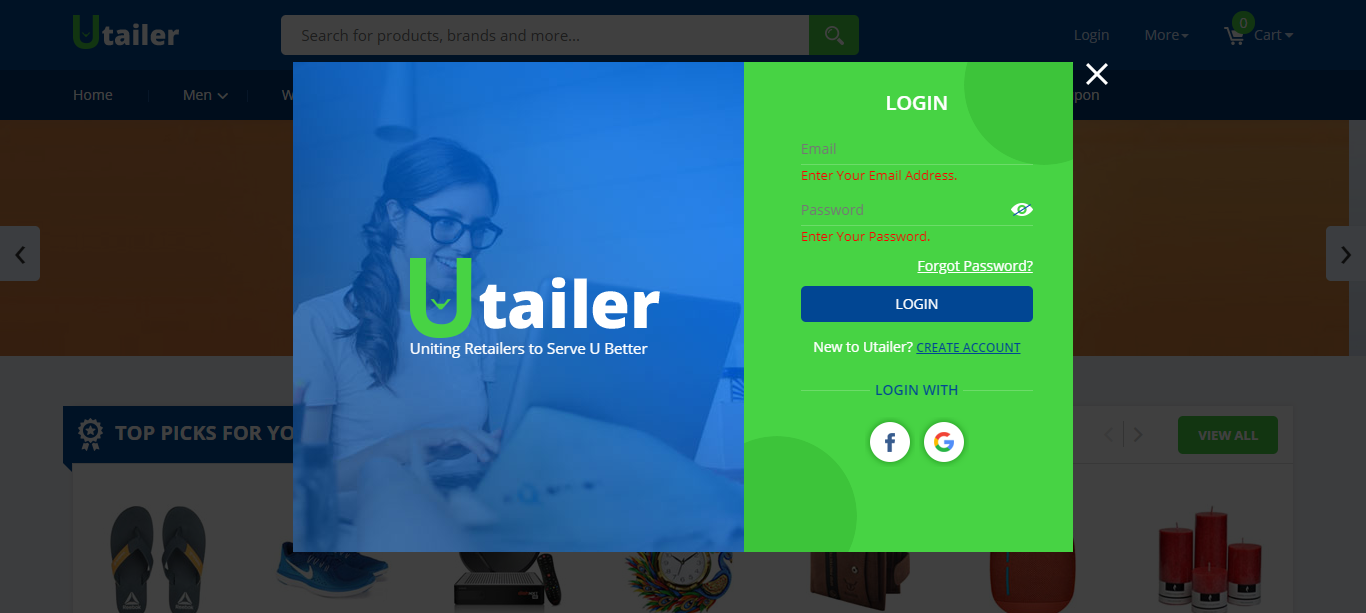 Utailer
Search for products, brands and more...
Login
More
0
Cart
Home
Men
LOGIN
Email
Enter Your Email Address.
Password
Enter Your Password.
Forgot Password?
LOGIN
New to Utailer? CREATE ACCOUNT
LOGIN WITH
Utailer
Uniting Retailers to Serve U Better
TOP PICKS FOR
VIEW ALL